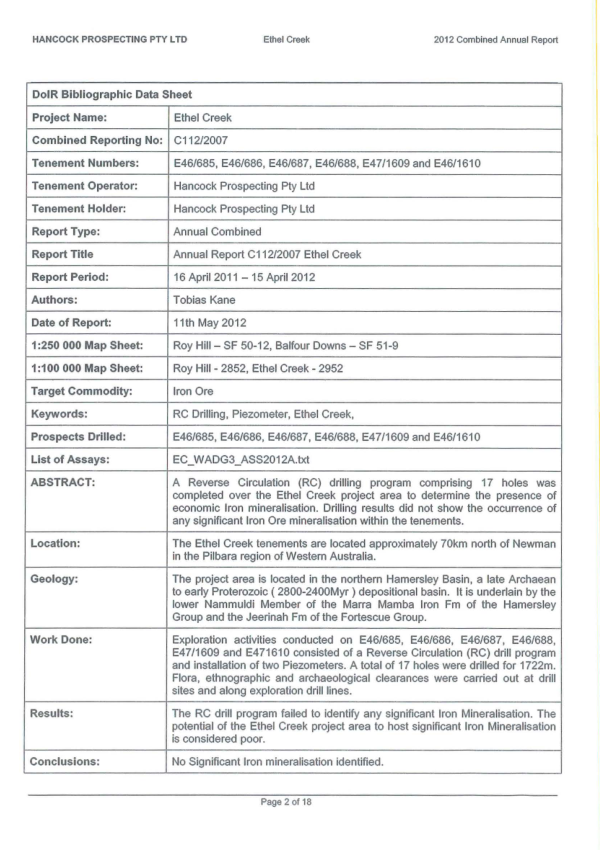 HANCOCK PROSPECTING PTY LTD Ethel Creek 2012 Combined Annual Report
DoIR Bibliographic Data Sheet
Project Name: Ethel Creek
Combined Reporting No: C112/2007
Tenement Numbers: E46/685, E46/686, E46/687, E46/688, E47/1609 and E46/1610
Tenement Operator: Hancock Prospecting Pty Ltd
Tenement Holder: Hancock Prospecting Pty Ltd
Report Type: Annual Combined
Report Title Annual Report C112/2007 Ethel Creek
Report Period: 16 April 2011 – 15 April 2012
Authors: Tobias Kane
Date of Report: 11th May 2012
1:250 000 Map Sheet: Roy Hill – SF 50-12, Balfour Downs – SF 51-9
1:100 000 Map Sheet: Roy Hill - 2852, Ethel Creek - 2952
Target Commodity: Iron Ore
Keywords: RC Drilling, Piezometer, Ethel Creek,
Prospects Drilled: E46/685, E46/686, E46/687, E46/688, E47/1609 and E46/1610
List of Assays: EC_WADG3_ASS2012A.txt
ABSTRACT: A Reverse Circulation (RC) drilling program comprising 17 holes was
completed over the Ethel Creek project area to determine the presence of
economic Iron mineralisation. Drilling results did not show the occurrence of
any significant Iron Ore mineralisation within the tenements.
Location: The Ethel Creek tenements are located approximately 70km north of Newman
in the Pilbara region of Western Australia.
Geology: The project area is located in the northern Hamersley Basin, a late Archaean
to early Proterozoic ( 2800-2400Myr ) depositional basin. It is underlain by the
lower Nammuldi Member of the Marra Mamba Iron Fm of the Hamersley
Group and the Jeerinah Fm of the Fortescue Group.
Work Done: Exploration activities conducted on E46/685, E46/686, E46/687, E46/688,
E47/1609 and E471610 consisted of a Reverse Circulation (RC) drill program
and installation of two Piezometers. A total of 17 holes were drilled for 1722m.
Flora, ethnographic and archaeological clearances were carried out at drill
sites and along exploration drill lines.
Results: The RC drill program failed to identify any significant Iron Mineralisation. The
potential of the Ethel Creek project area to host significant Iron Mineralisation
is considered poor.
Conclusions: No Significant Iron mineralisation identified.
Page 2 of 18